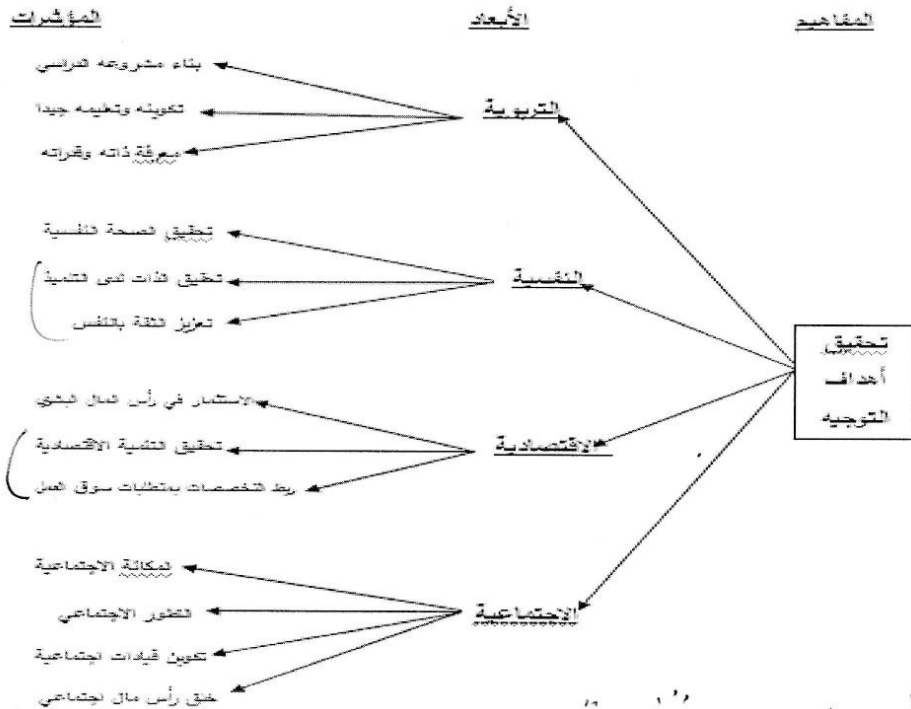 المفاهيم
الأبعاد
المؤشرات
تحقيق
أهداف
التوجيه
التربوية
بناء مشروعه الدراسي
تكوينه وتعليمه جيدا
معرفة ذاته وقدراته
النفسية
تحقيق الصحة النفسية
تحقيق الذات لدى التلميذ
تعزيز الثقة بالنفس
الاقتصادية
الاستثمار في رأس المال البشري
تحقيق التنمية الاقتصادية
ربط التخصصات بمتطلبات سوق العمل
الاجتماعية
المكانة الاجتماعية
التطور الاجتماعي
تكوين قيادات اجتماعية
خلق رأس مال اجتماعي